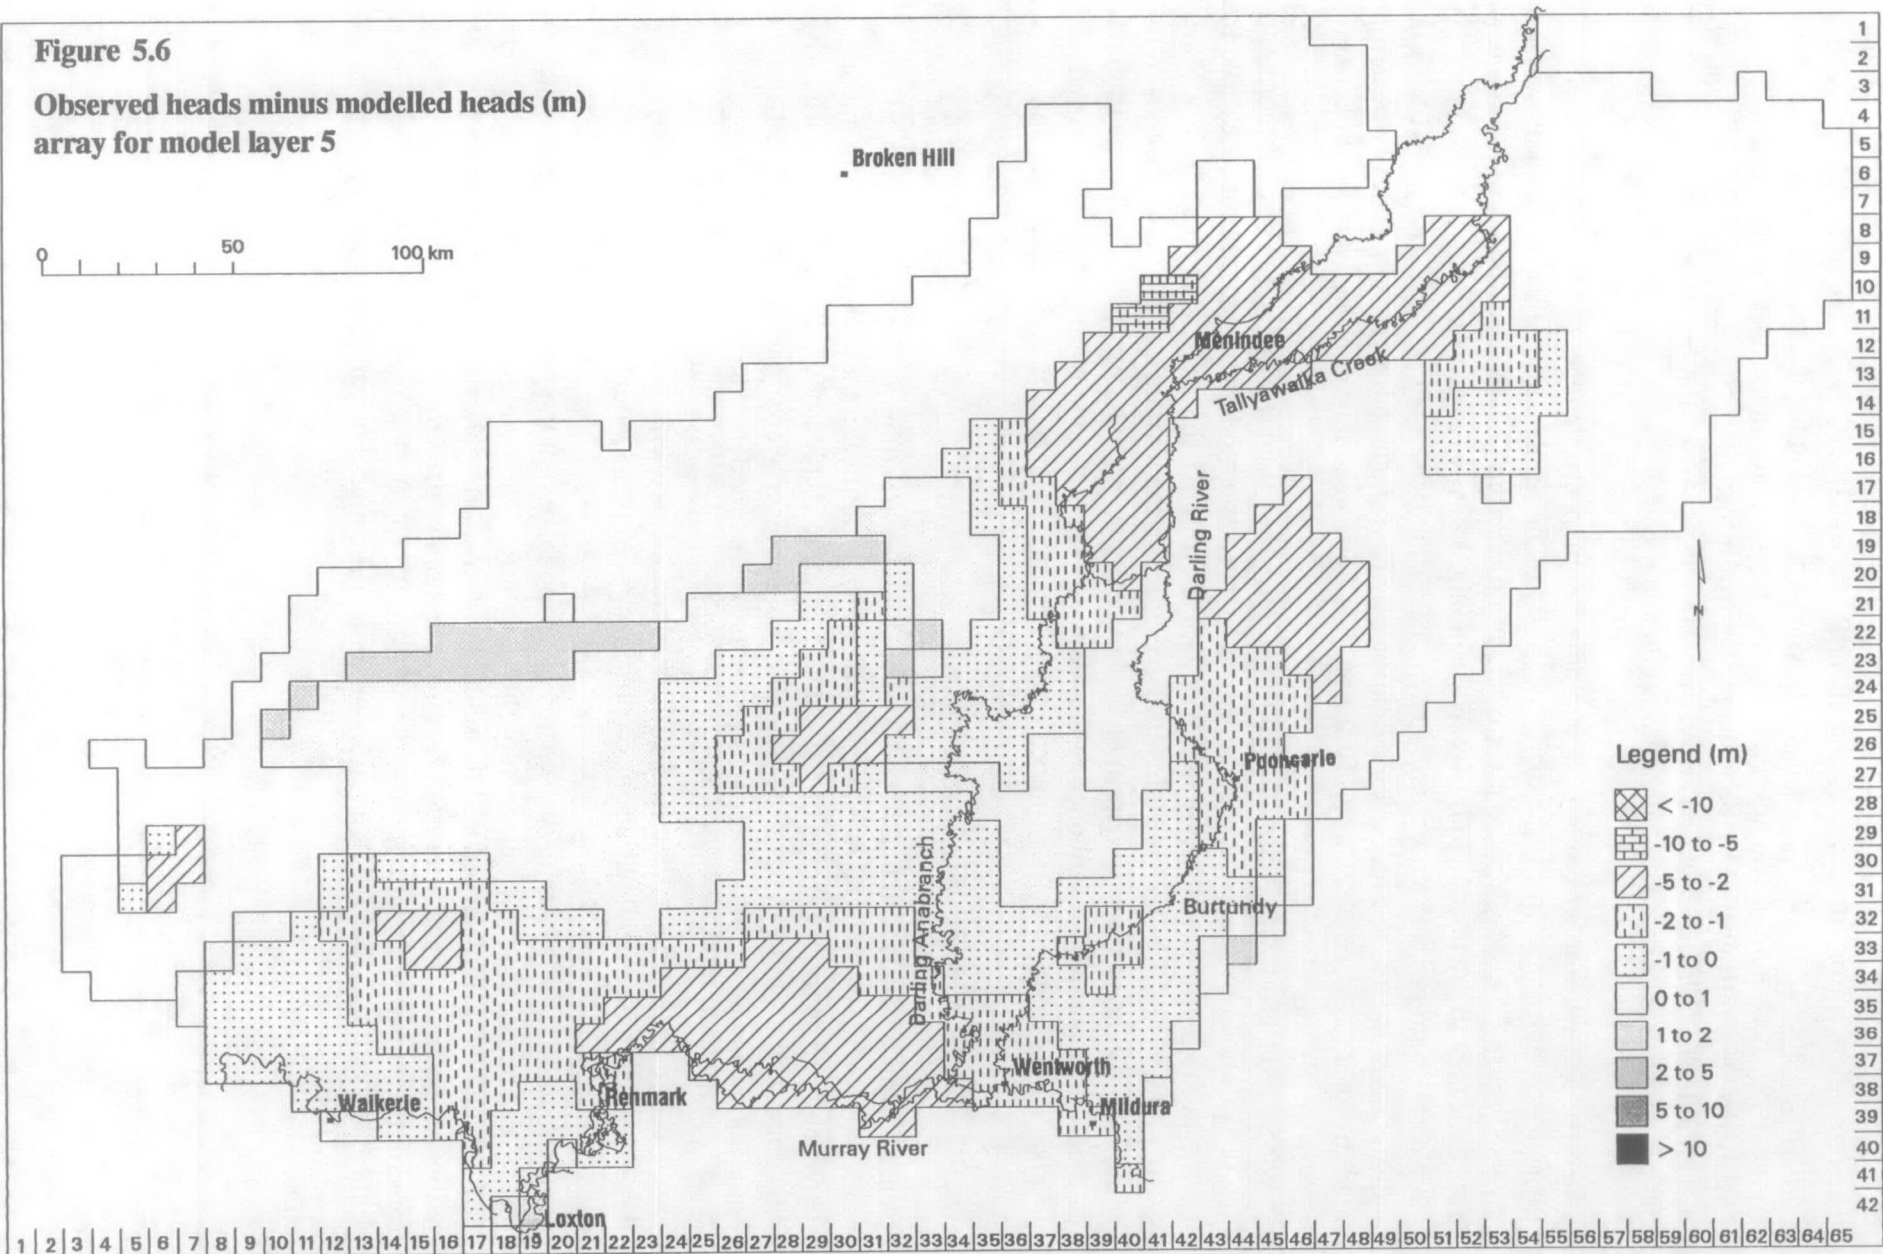 Figure 5.6
Observed heads minus modelled heads (m)
array for model layer 5
Broken Hill
0 50 100 km
Menindee
Tallyawalka Creek
Darling River
Pooncarie
Burtundy
Darling Anabranch
Wentworth
Mildura
Renmark
Waikerie
Murray River
Loxton
N
Legend (m)
< -10
-10 to -5
-5 to -2
-2 to -1
-1 to 0
0 to 1
1 to 2
2 to 5
5 to 10
> 10
1
2
3
4
5
6
7
8
9
10
11
12
13
14
15
16
17
18
19
20
21
22
23
24
25
26
27
28
29
30
31
32
33
34
35
36
37
38
39
40
41
42
1 2 3 4 5 6 7 8 9 10 11 12 13 14 15 16 17 18 19 20 21 22 23 24 25 26 27 28 29 30 31 32 33 34 35 36 37 38 39 40 41 42 43 44 45 46 47 48 49 50 51 52 53 54 55 56 57 58 59 60 61 62 63 64 65